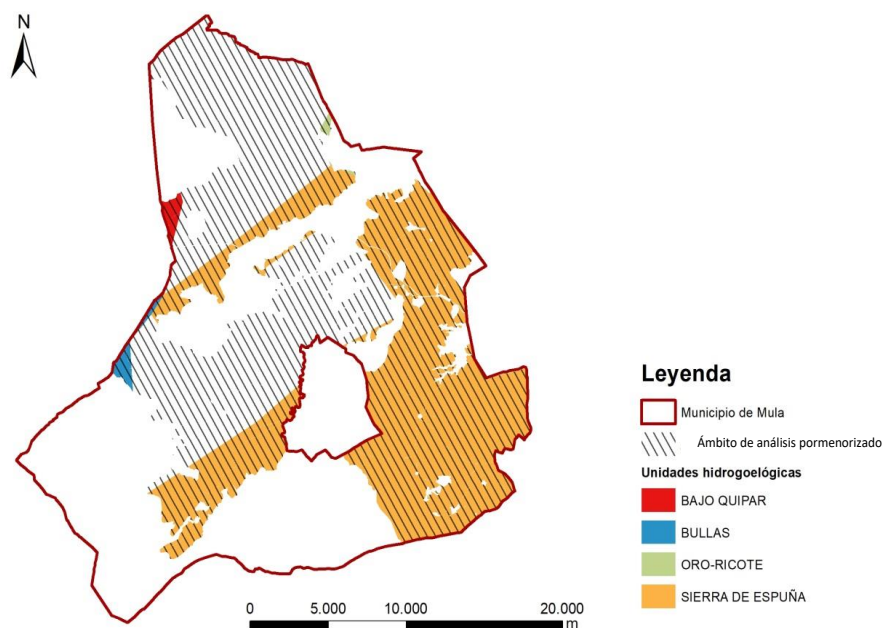 N
Leyenda
Municipio de Mula
Ámbito de análisis pormenorizado
Unidades hidrogoelógicas
BAJO QUIPAR
BULLAS
ORO-RICOTE
SIERRA DE ESPUÑA
0 5.000 10.000 20.000
m